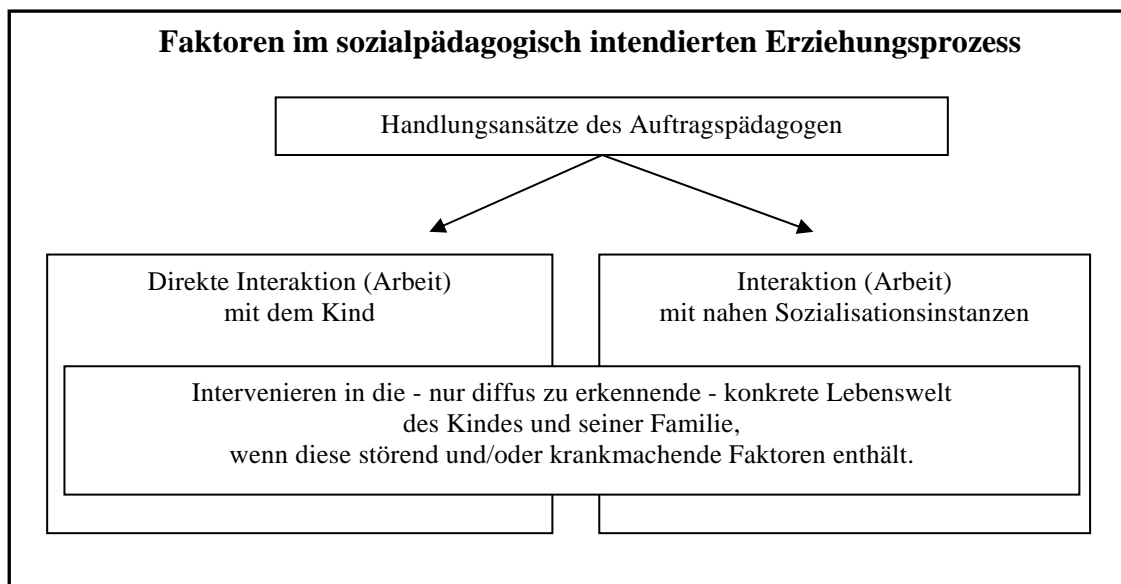 Faktoren im sozialpädagogisch intendierten Erziehungsprozess
Handlungsansätze des Auftragspädagogen
Direkte Interaktion (Arbeit)
mit dem Kind
Interaktion (Arbeit)
mit nahen Sozialisationsinstanzen
Intervenieren in die - nur diffus zu erkennende - konkrete Lebenswelt
des Kindes und seiner Familie,
wenn diese störend und/oder krankmachende Faktoren enthält.